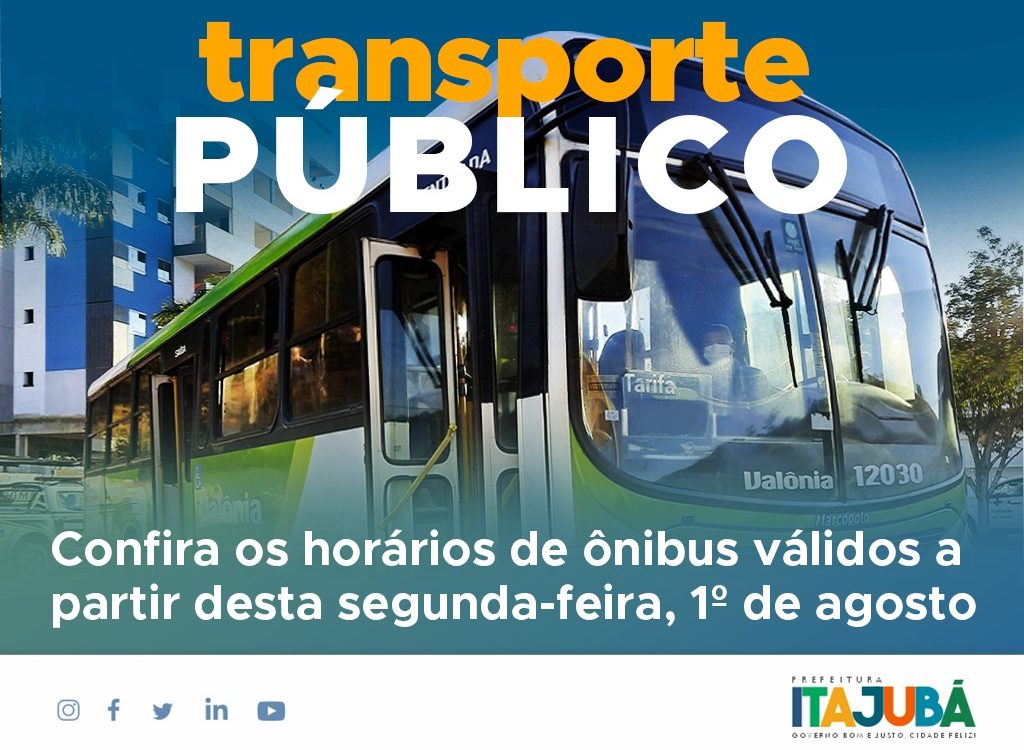 transporte
PÚBLICO
SAÍDA
Tarifa
Valônia 12030
Marcopolo
Valônia
Confira os horários de ônibus válidos a
partir desta segunda-feira, 1º de agosto
PREFEITURA
ITAJUBÁ
GOVERNO BOM E JUSTO, CIDADE FELIZ!